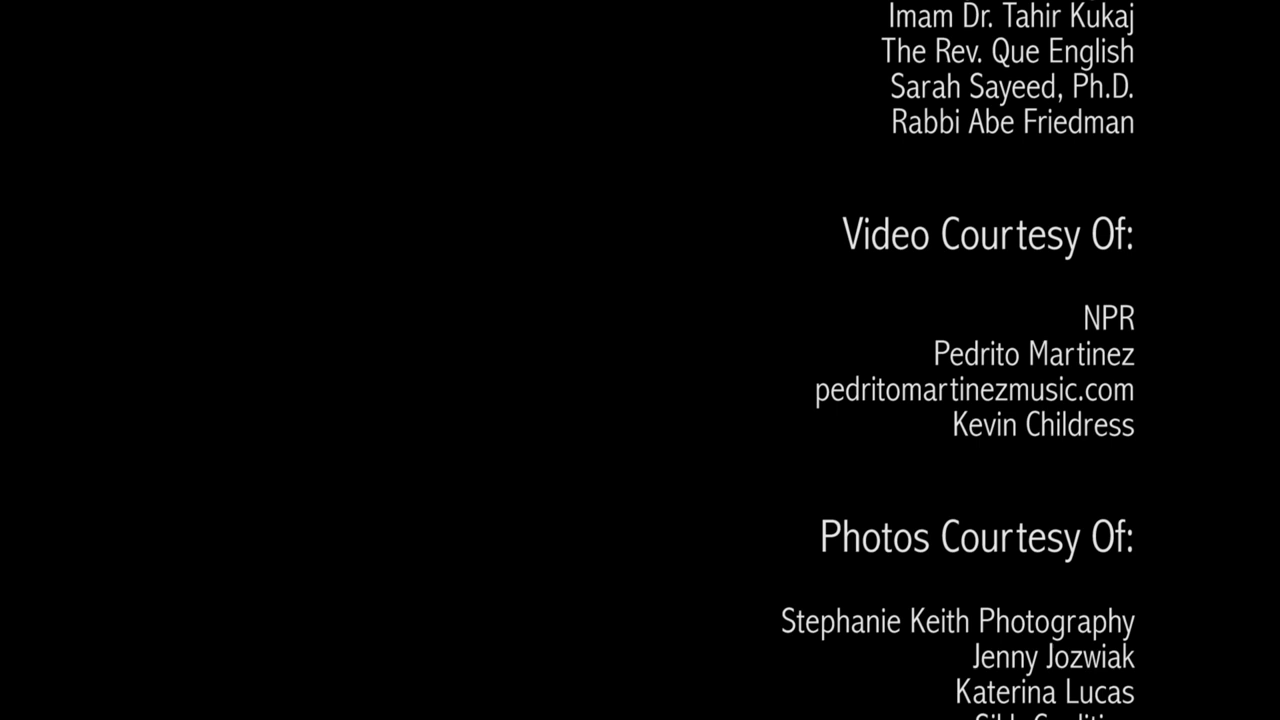 Imam Dr. Tahir Kukaj
The Rev. Que English
Sarah Sayeed, Ph.D.
Rabbi Abe Friedman
Video Courtesy Of:
NPR
Pedrito Martinez
pedritomartinezmusic.com
Kevin Childress
Photos Courtesy Of:
Stephanie Keith Photography
Jenny Jozwiak
Katerina Lucas